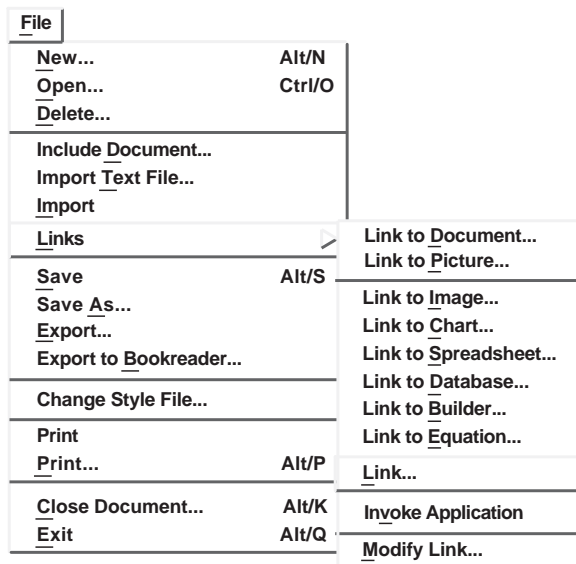 File
New... Alt/N
Open... Ctrl/O
Delete...
Include Document...
Import Text File...
Import
Links
Save Alt/S
Save As...
Export...
Export to Bookreader...
Change Style File...
Print
Print... Alt/P
Close Document... Alt/K
Exit Alt/Q
Link to Document...
Link to Picture...
Link to Image...
Link to Chart...
Link to Spreadsheet...
Link to Database...
Link to Builder...
Link to Equation...
Link...
Invoke Application
Modify Link...